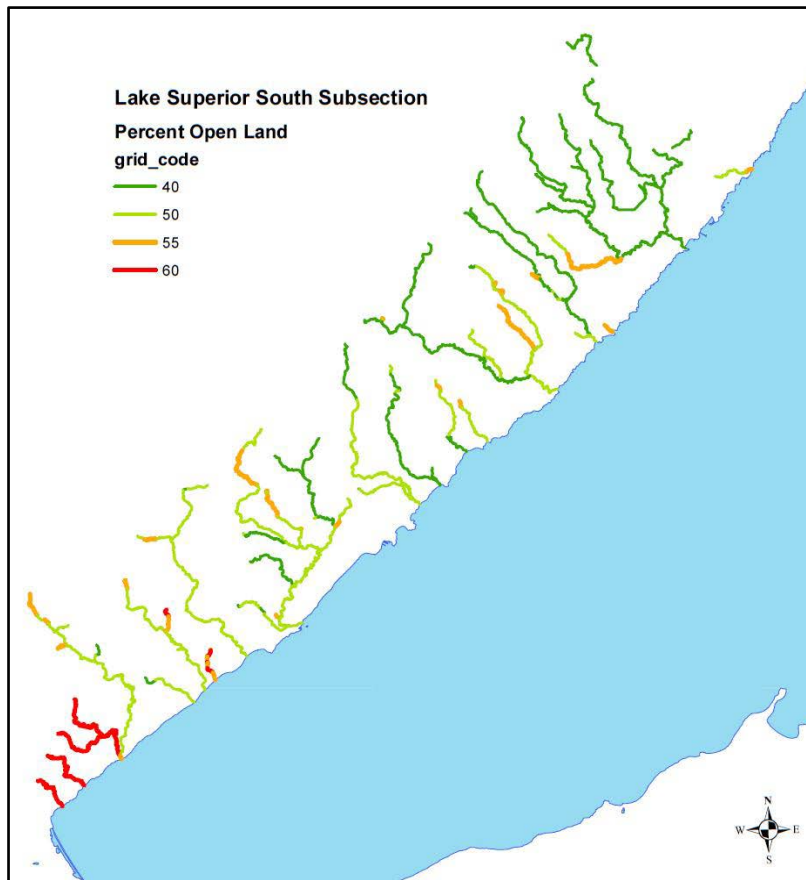 Lake Superior South Subsection
Percent Open Land
grid_code
40
50
55
60
N
W E
S